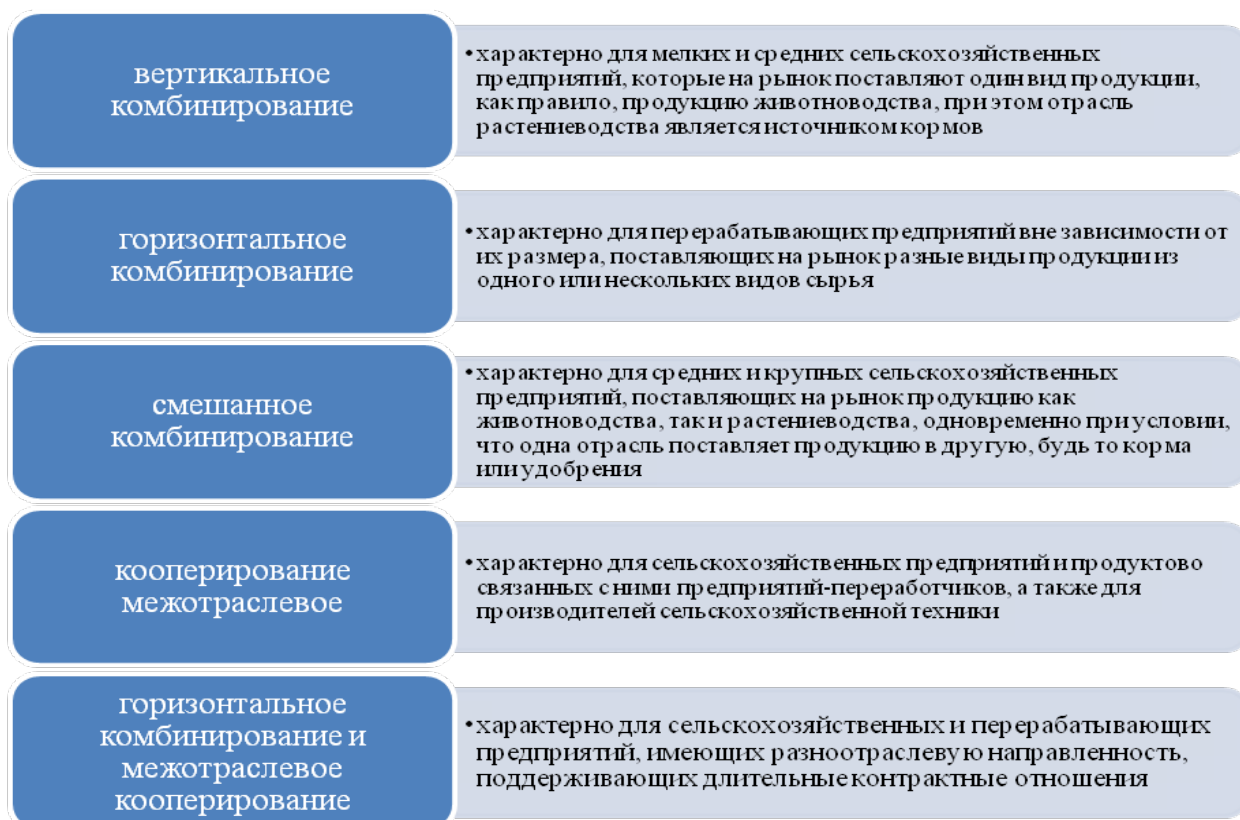 вертикальное
комбинирование
•характерно для мелких и средних сельскохозяйственных
предприятий, которые на рынок поставляют один вид продукции,
как правило, продукцию животноводства, при этом отрасль
растениеводства является источником кормов
горизонтальное
комбинирование
•характерно для перерабатывающих предприятий вне зависимости от
их размера, поставляющих на рынок разные виды продукции из
одного или нескольких видов сырья
смешанное
комбинирование
•характерно для средних и крупных сельскохозяйственных
предприятий, поставляющих на рынок продукцию как
животноводства, так и растениеводства, одновременно при условии,
что одна отрасль поставляет продукцию в другую, будь то корма
или удобрения
кооперирование
межотраслевое
•характерно для сельскохозяйственных предприятий и продуктово
связанных с ними предприятий-переработчиков, а также для
производителей сельскохозяйственной техники
горизонтальное
комбинирование и
межотраслевое
кооперирование
•характерно для сельскохозяйственных и перерабатывающих
предприятий, имеющих разноотраслевую направленность,
поддерживающих длительные контрактные отношения